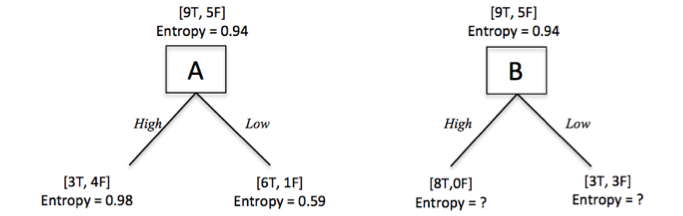 [9T, 5F]
Entropy = 0.94
A
High
Low
[3T, 4F]
Entropy = 0.98
[6T, 1F]
Entropy = 0.59
[9T, 5F]
Entropy = 0.94
B
High
Low
[8T,0F]
Entropy = ?
[3T, 3F]
Entropy = ?